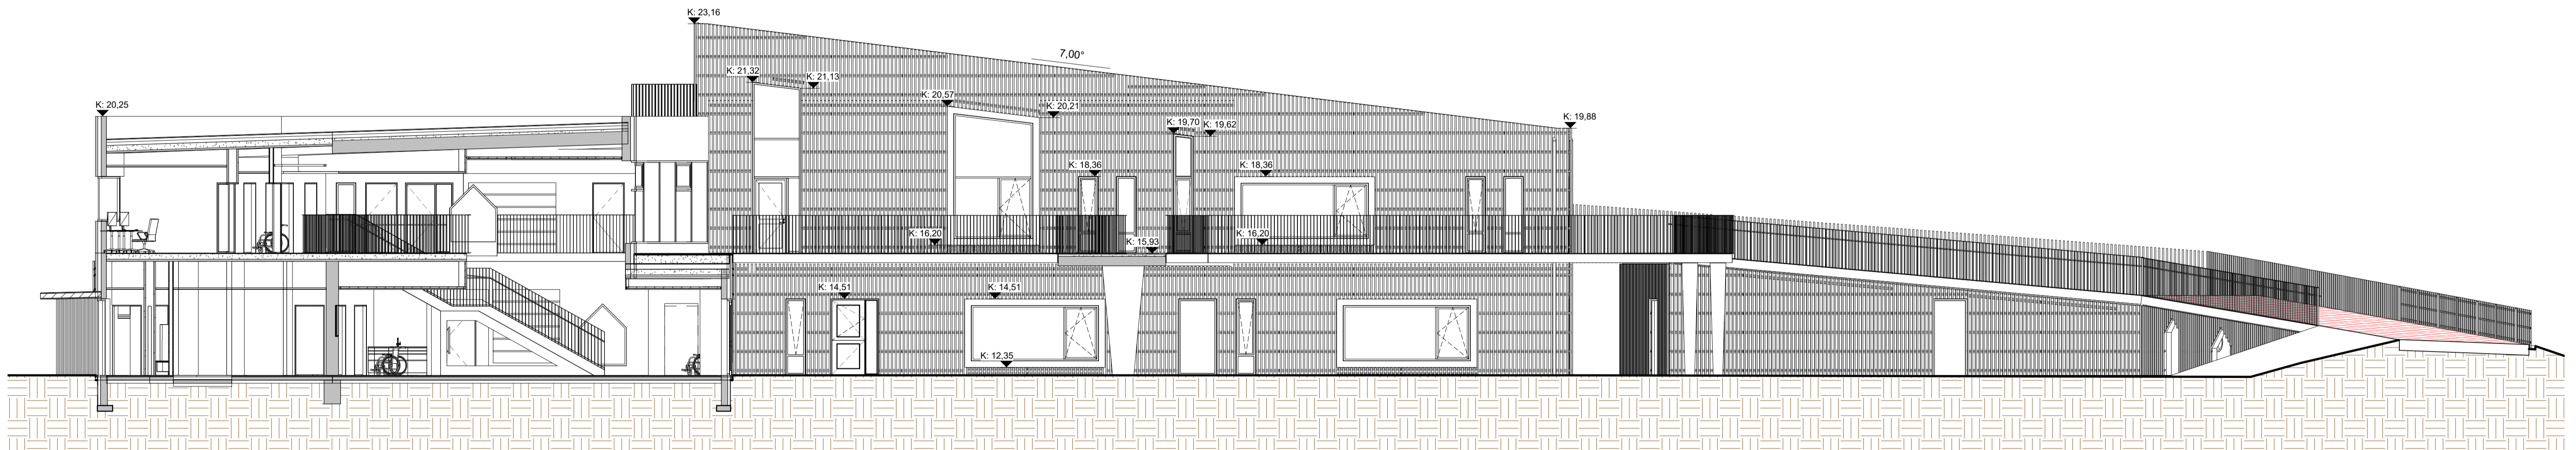 K: 23,16
7,00°
K: 21,32
K: 21,13
K: 20,25
K: 20,57
K: 20,21
K: 19,88
K: 19,70
K: 19,62
K: 18,36
K: 18,36
K: 16,20
K: 16,20
K: 15,93
K: 14,51
K: 14,51
K: 12,35